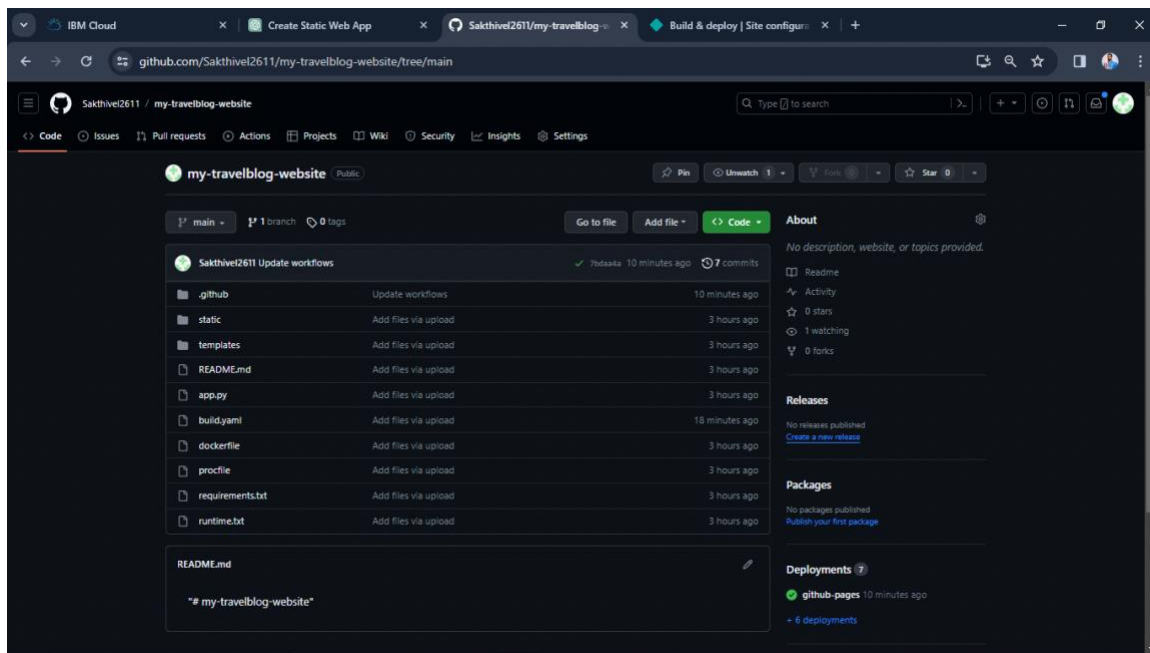 IBM Cloud
Create Static Web App
Sakthivel2611/my-travelblog-w
Build & deploy | Site configura
github.com/Sakthivel2611/my-travelblog-website/tree/main
Sakthivel2611 / my-travelblog-website
Type / to search
Code Issues Pull requests Actions Projects Wiki Security Insights Settings
my-travelblog-website Public
Pin Unwatch 1 Fork 0 Star 0
main 1 branch 0 tags Go to file Add file Code
Sakthivel2611 Update workflows 7bdaa4a 10 minutes ago 7 commits
.github Update workflows 10 minutes ago
static Add files via upload 3 hours ago
templates Add files via upload 3 hours ago
README.md Add files via upload 3 hours ago
app.py Add files via upload 3 hours ago
build.yaml Add files via upload 18 minutes ago
dockerfile Add files via upload 3 hours ago
procfile Add files via upload 3 hours ago
requirements.txt Add files via upload 3 hours ago
runtime.txt Add files via upload 3 hours ago
README.md
"# my-travelblog-website"
About
No description, website, or topics provided.
Readme
Activity
0 stars
1 watching
0 forks
Releases
No releases published
Create a new release
Packages
No packages published
Publish your first package
Deployments 7
github-pages 10 minutes ago
+ 6 deployments